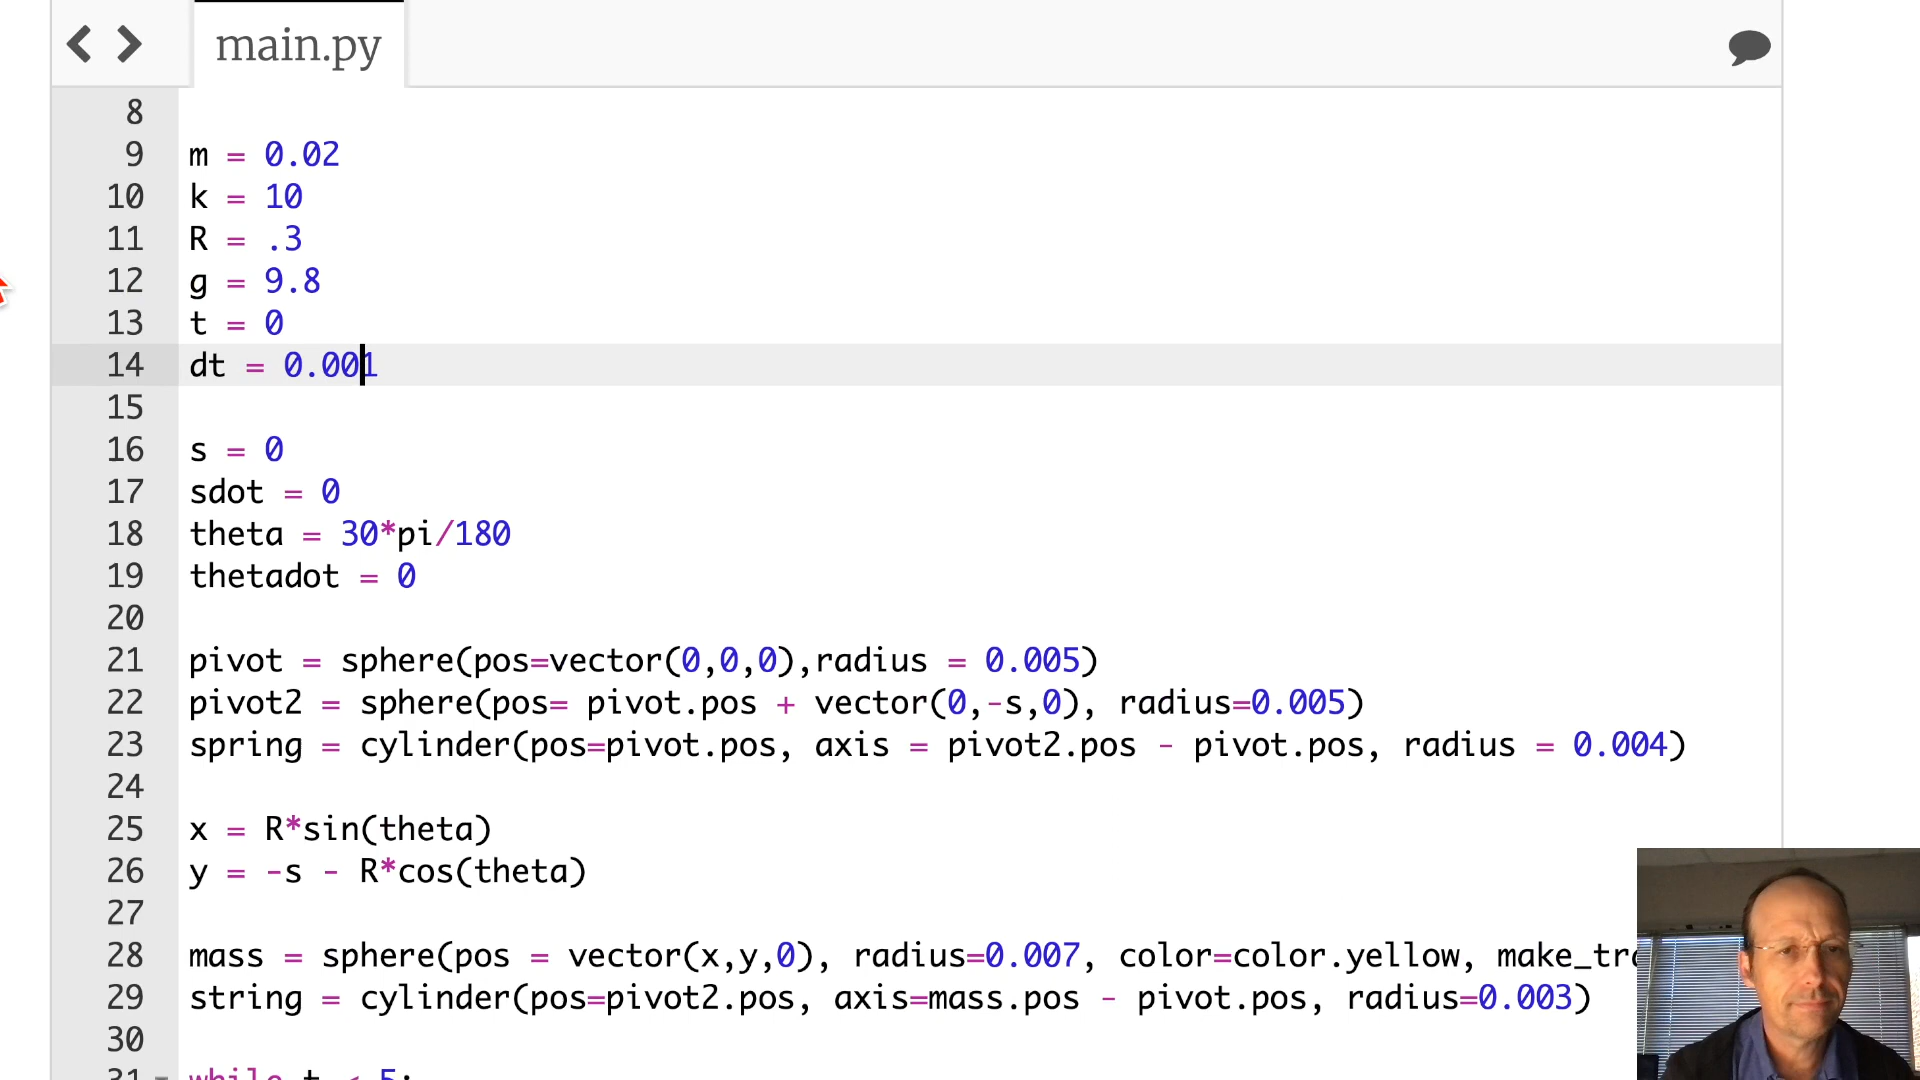 main.py
8
9 m = 0.02
10 k = 10
11 R = .3
12 g = 9.8
13 t = 0
14 dt = 0.001
15
16 s = 0
17 sdot = 0
18 theta = 30*pi/180
19 thetadot = 0
20
21 pivot = sphere(pos=vector(0,0,0),radius = 0.005)
22 pivot2 = sphere(pos= pivot.pos + vector(0,-s,0), radius=0.005)
23 spring = cylinder(pos=pivot.pos, axis = pivot2.pos - pivot.pos, radius = 0.004)
24
25 x = R*sin(theta)
26 y = -s - R*cos(theta)
27
28 mass = sphere(pos = vector(x,y,0), radius=0.007, color=color.yellow, make_tra
29 string = cylinder(pos=pivot2.pos, axis=mass.pos - pivot.pos, radius=0.003)
30
31 while t < 5: